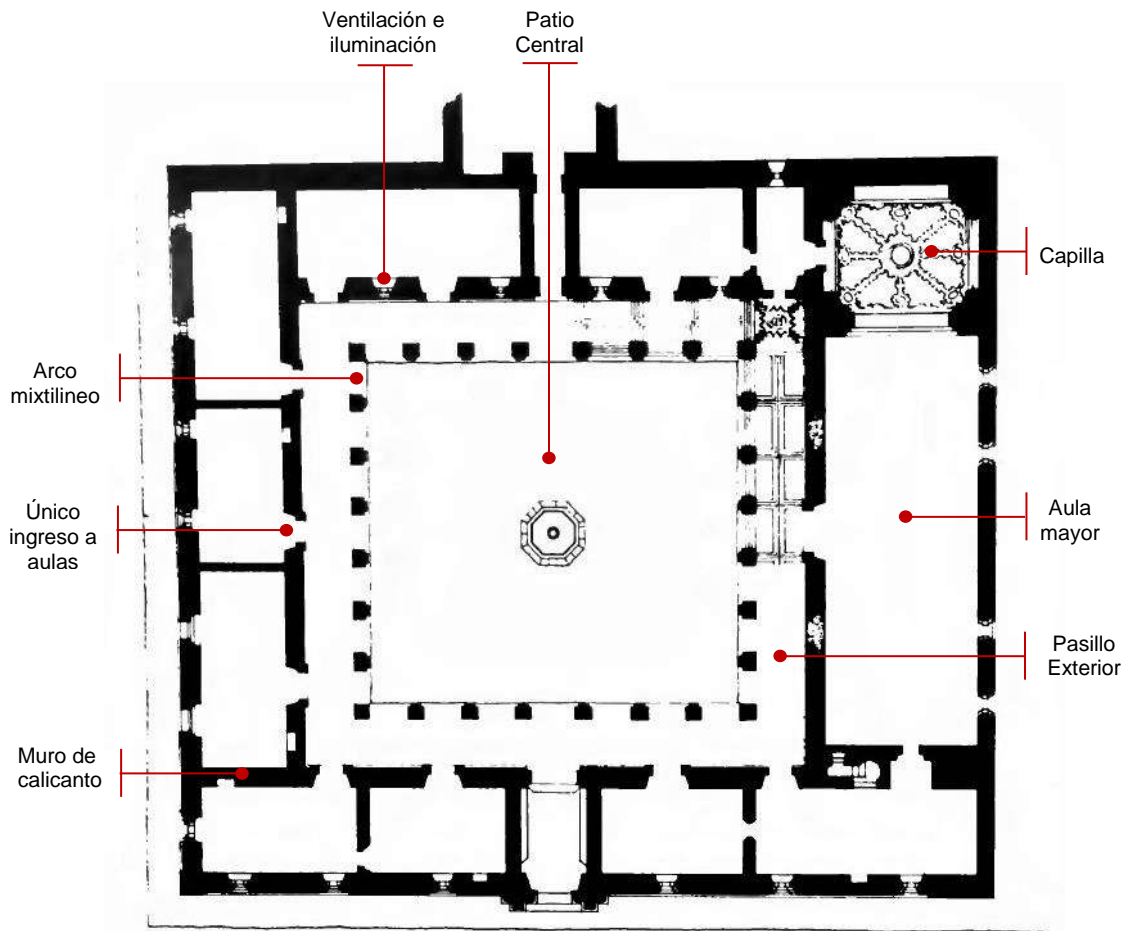 Ventilación e
iluminación
Patio
Central
Capilla
Arco
mixtilineo
Único
ingreso a
aulas
Aula
mayor
Pasillo
Exterior
Muro de
calicanto